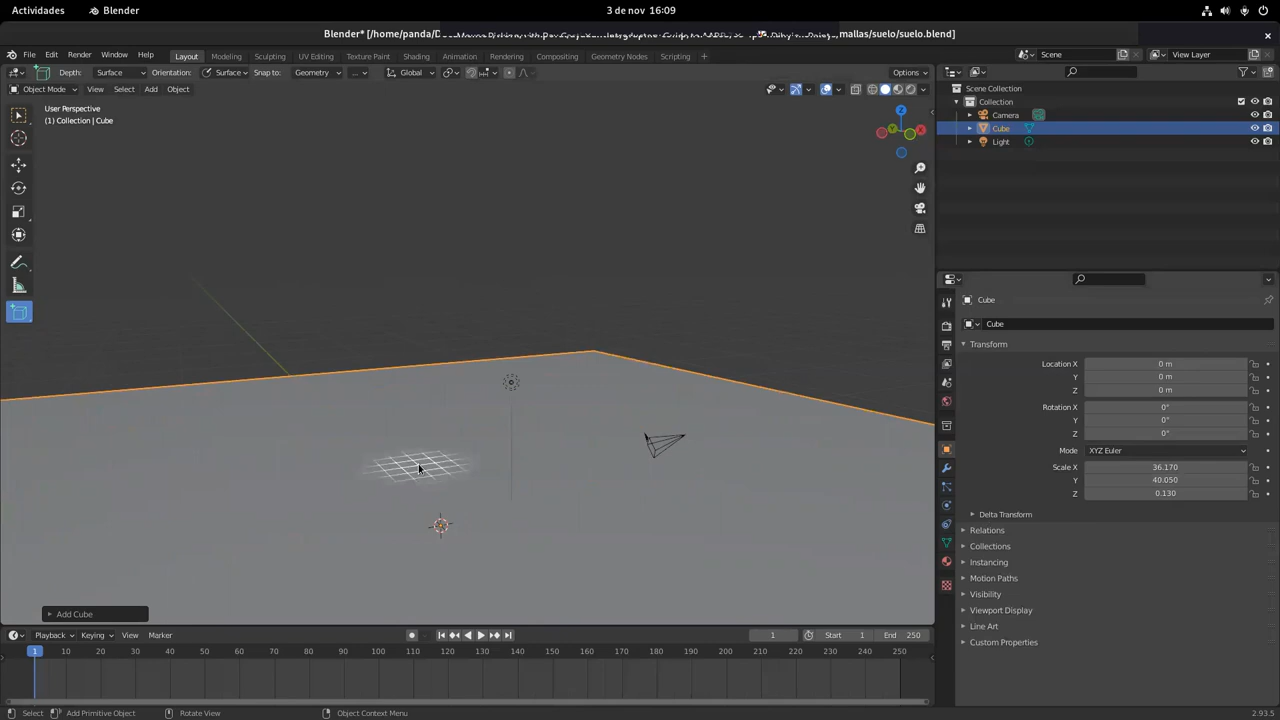 Actividades Blender 3 de nov 16:09
Blender* [/home/panda/ mallas/suelo/suelo.blend]
File Edit Render Window Help Layout Modeling Sculpting UV Editing Texture Paint Shading Animation Rendering Compositing Geometry Nodes Scripting Scene View Layer
Depth: Surface Orientation: Surface Snap to: Geometry ... Global Options
Object Mode View Select Add Object
User Perspective
(1) Collection | Cube
X
Y
Z
Scene Collection
Collection
Camera
Cube
Light
Cube
Cube
Transform
Location X 0 m
Y 0 m
Z 0 m
Rotation X 0°
Y 0°
Z 0°
Mode XYZ Euler
Scale X 36.170
Y 40.050
Z 0.130
Delta Transform
Relations
Collections
Instancing
Motion Paths
Visibility
Viewport Display
Line Art
Custom Properties
Add Cube
Playback Keying View Marker 1 Start 1 End 250
1 10 20 30 40 50 60 70 80 90 100 110 120 130 140 150 160 170 180 190 200 210 220 230 240 250
Select Add Primitive Object Rotate View Object Context Menu 2.93.5